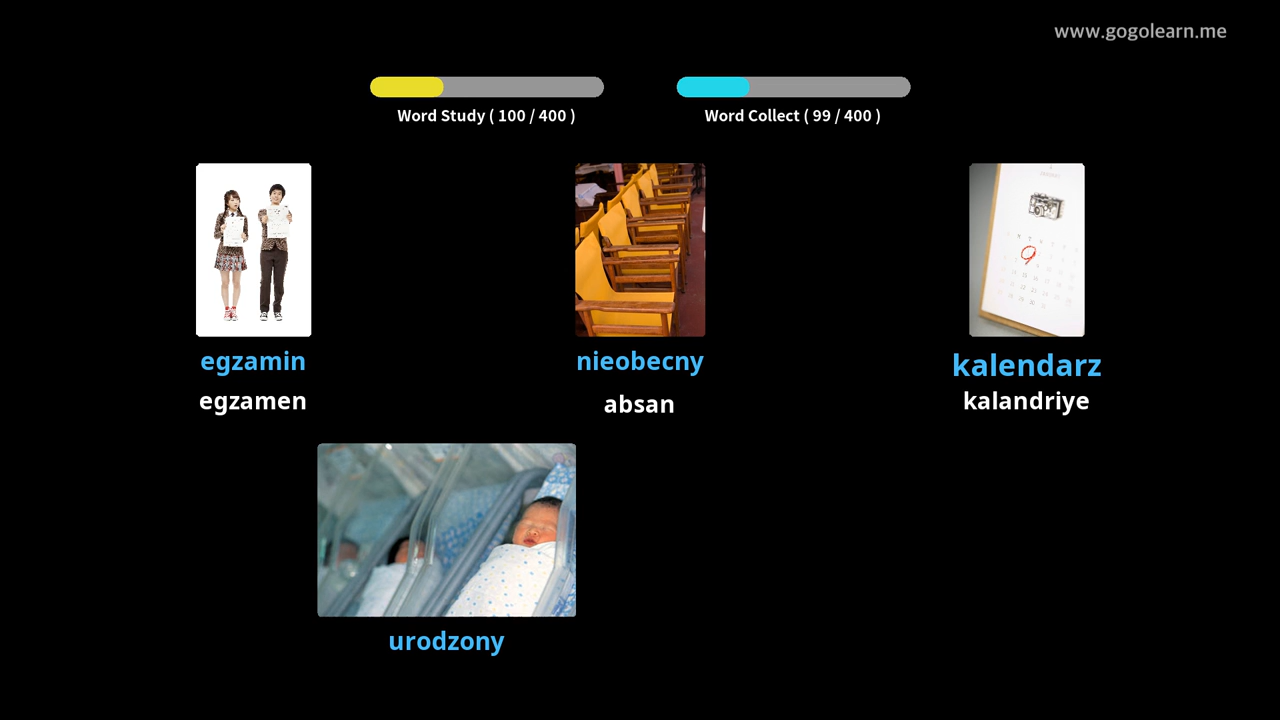 www.gogolearn.me
Word Study ( 100 / 400 )
Word Collect ( 99 / 400 )
egzamin
nieobecny
kalendarz
egzamen
absan
kalandriye
urodzony